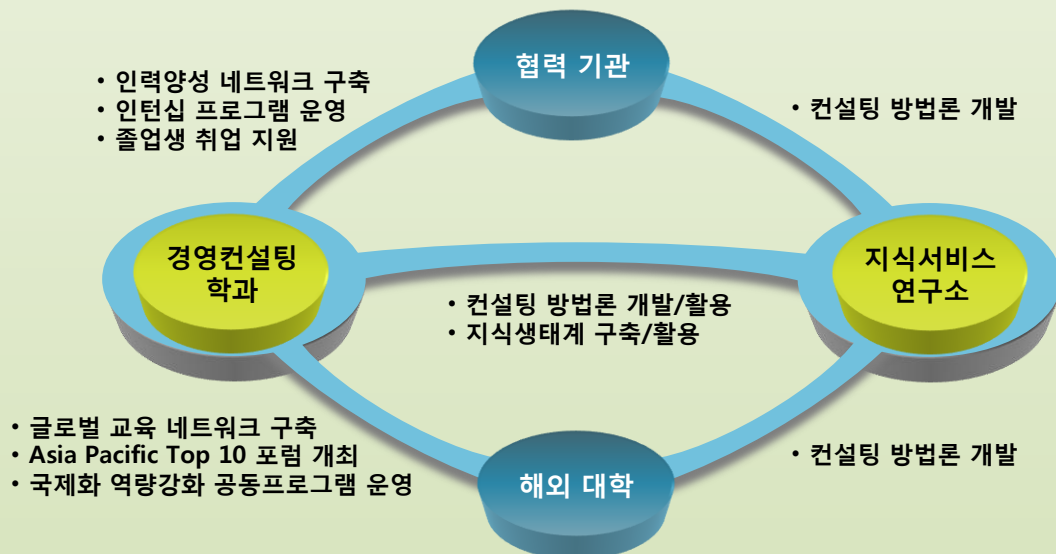 협력 기관
• 인력양성 네트워크 구축
• 인턴십 프로그램 운영
• 졸업생 취업 지원
• 컨설팅 방법론 개발
경영컨설팅
학과
지식서비스
연구소
• 컨설팅 방법론 개발/활용
• 지식생태계 구축/활용
• 글로벌 교육 네트워크 구축
• Asia Pacific Top 10 포럼 개최
• 국제화 역량강화 공동프로그램 운영
• 컨설팅 방법론 개발
해외 대학